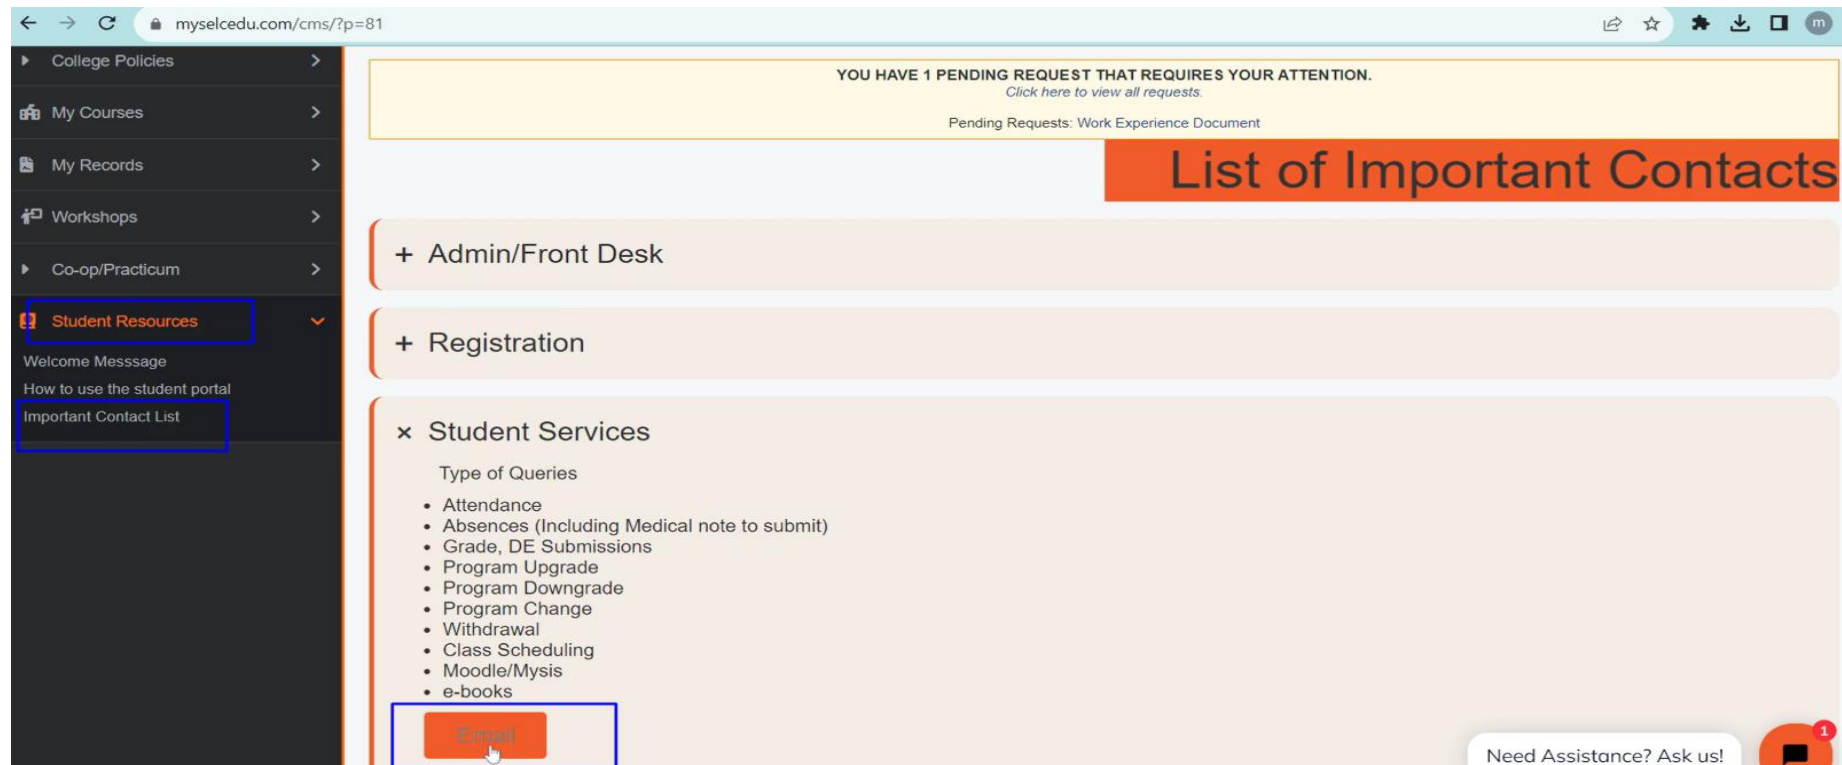 myselcedu.com/cms/?p=81
m
College Policies
My Courses
My Records
Workshops
Co-op/Practicum
Student Resources
Welcome Messsage
How to use the student portal
Important Contact List
YOU HAVE 1 PENDING REQUEST THAT REQUIRES YOUR ATTENTION.
Click here to view all requests.
Pending Requests: Work Experience Document
List of Important Contacts
+ Admin/Front Desk
+ Registration
× Student Services
Type of Queries
• Attendance
• Absences (Including Medical note to submit)
• Grade, DE Submissions
• Program Upgrade
• Program Downgrade
• Program Change
• Withdrawal
• Class Scheduling
• Moodle/Mysis
• e-books
Email
Need Assistance? Ask us!
1